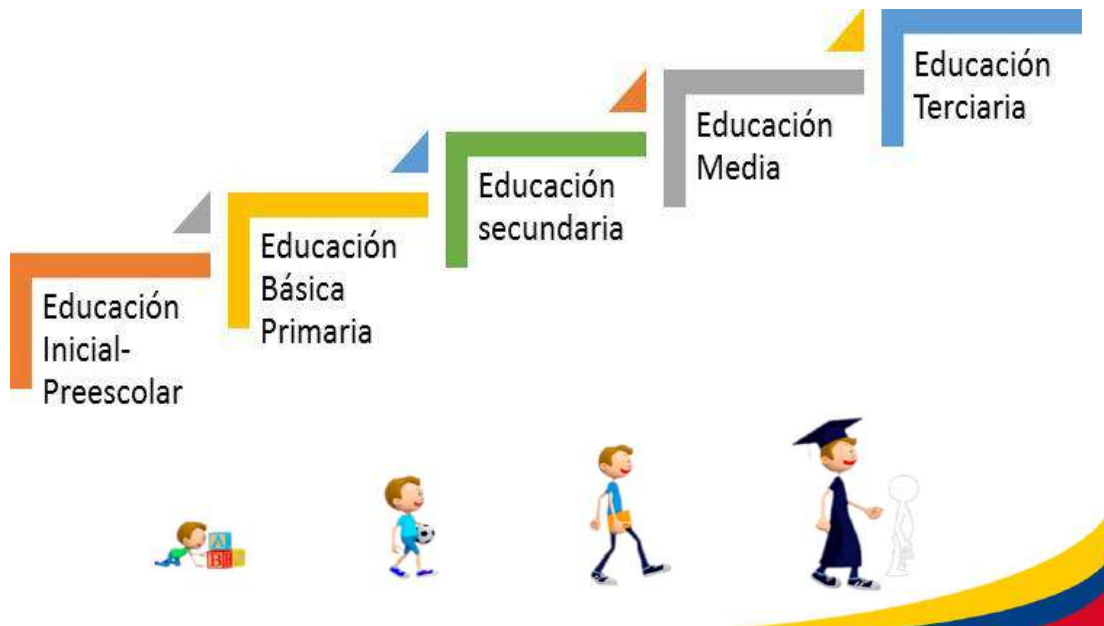 Educación
Inicial-
Preescolar
Educación
Básica
Primaria
Educación
secundaria
Educación
Media
Educación
Terciaria
A
B